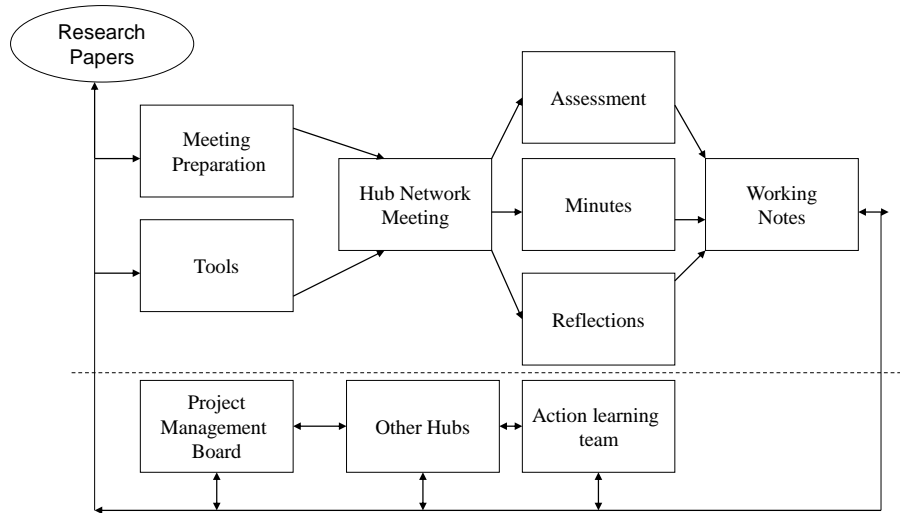 Research
Papers
Meeting
Preparation
Tools
Hub Network
Meeting
Assessment
Minutes
Reflections
Working
Notes
Project
Management
Board
Other Hubs
Action learning
team